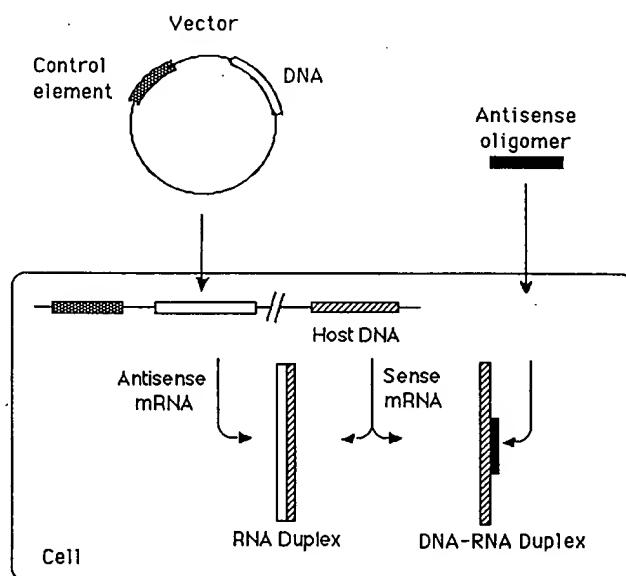 Vector
Control
element
DNA
Antisense
oligomer
Host DNA
Antisense
mRNA
Sense
mRNA
RNA Duplex
DNA-RNA Duplex
Cell